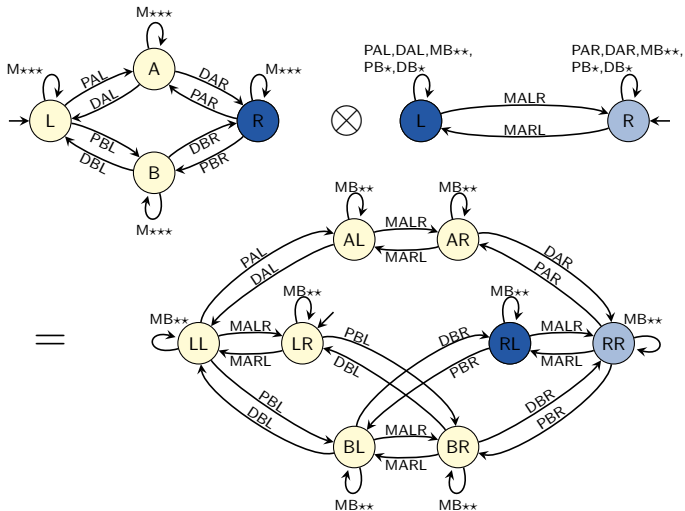 M⋆⋆⋆
M⋆⋆⋆
A
PAL
DAR
M⋆⋆⋆
DAL
PAR
L
R
PBL
DBR
DBL
PBR
B
M⋆⋆⋆
⊗
PAL,DAL,MB⋆⋆,
PB⋆,DB⋆
PAR,DAR,MB⋆⋆,
PB⋆,DB⋆
L
MALR
MARL
R
=
MB⋆⋆
MB⋆⋆
AL
MALR
MARL
AR
PAL
DAL
DAR
PAR
MB⋆⋆
MB⋆⋆
MB⋆⋆
MB⋆⋆
LL
MALR
MARL
LR
PBL
DBL
DBR
PBR
RL
MALR
MARL
RR
PBL
DBL
DBR
PBR
BL
MALR
MARL
BR
MB⋆⋆
MB⋆⋆